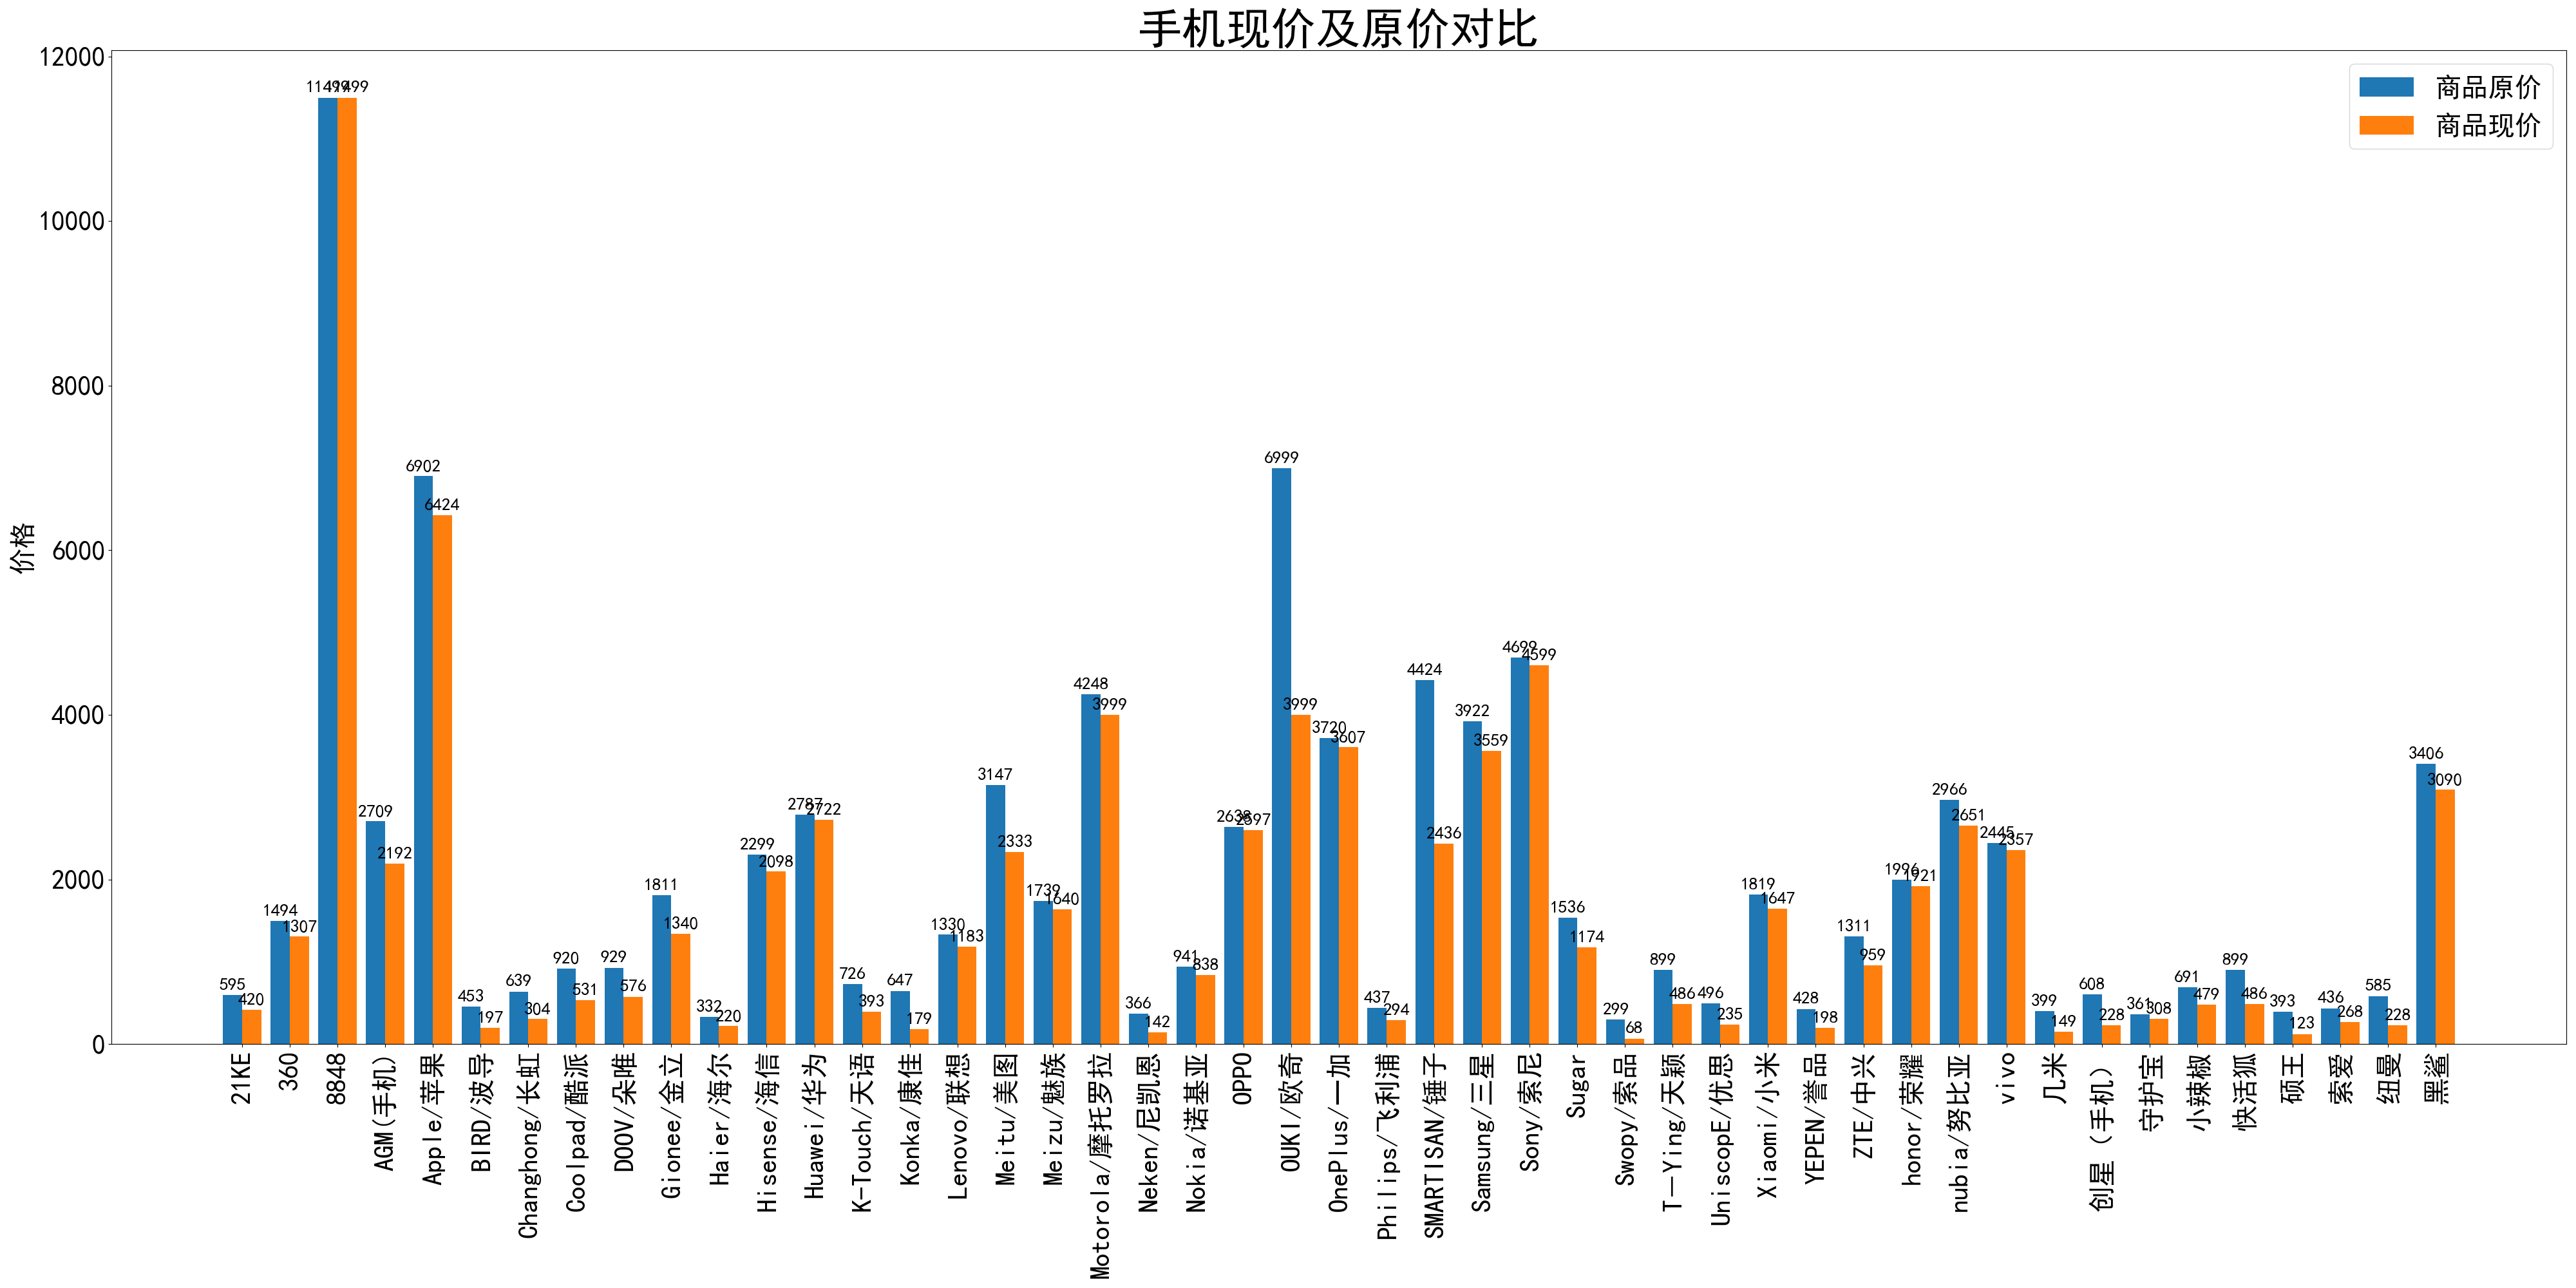 手机现价及原价对比
商品原价
商品现价
价格
12000
10000
8000
6000
4000
2000
0
595 420
1494 1307
11499 11499
2709 2192
6902 6424
453 197
639 304
920 531
929 576
1811 1340
332 220
2299 2098
2787 2722
726 393
647 179
1330 1183
3147 2333
1739 1640
4248 3999
366 142
941 838
2638 2597
6999 3999
3720 3607
437 294
4424 2436
3922 3559
4699 4599
1536 1174
299 68
899 486
496 235
1819 1647
428 198
1311 959
1996 1921
2966 2651
2445 2357
399 149
608 228
361 308
691 479
899 486
393 123
436 268
585 228
3406 3090
21KE
360
8848
AGM(手机)
Apple/苹果
BIRD/波导
Changhong/长虹
Coolpad/酷派
DOOV/朵唯
Gionee/金立
Haier/海尔
Hisense/海信
Huawei/华为
K-Touch/天语
Konka/康佳
Lenovo/联想
Meitu/美图
Meizu/魅族
Motorola/摩托罗拉
Neken/尼凯恩
Nokia/诺基亚
OPPO
OUKI/欧奇
OnePlus/一加
Philips/飞利浦
SMARTISAN/锤子
Samsung/三星
Sony/索尼
Sugar
Swopy/索品
T－Ying/天颖
UniscopE/优思
Xiaomi/小米
YEPEN/誉品
ZTE/中兴
honor/荣耀
nubia/努比亚
vivo
几米
创星（手机）
守护宝
小辣椒
快活狐
硕王
索爱
纽曼
黑鲨